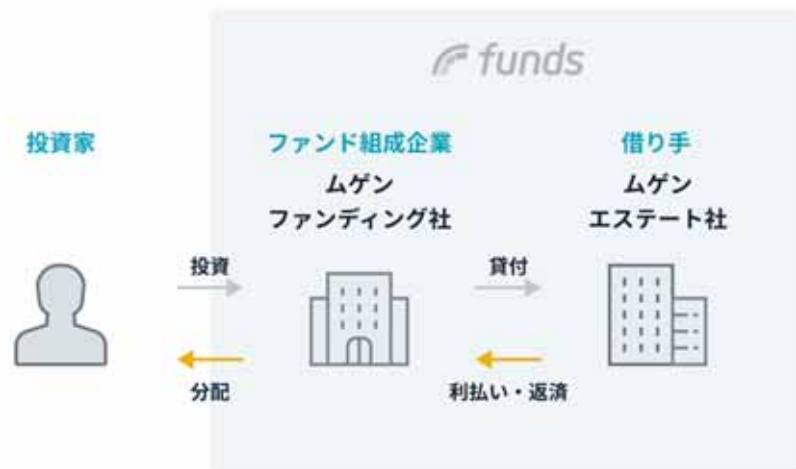 funds
投資家
ファンド組成企業
借り手
ムゲン
ファンディング社
ムゲン
エステート社
投資
貸付
分配
利払い・返済